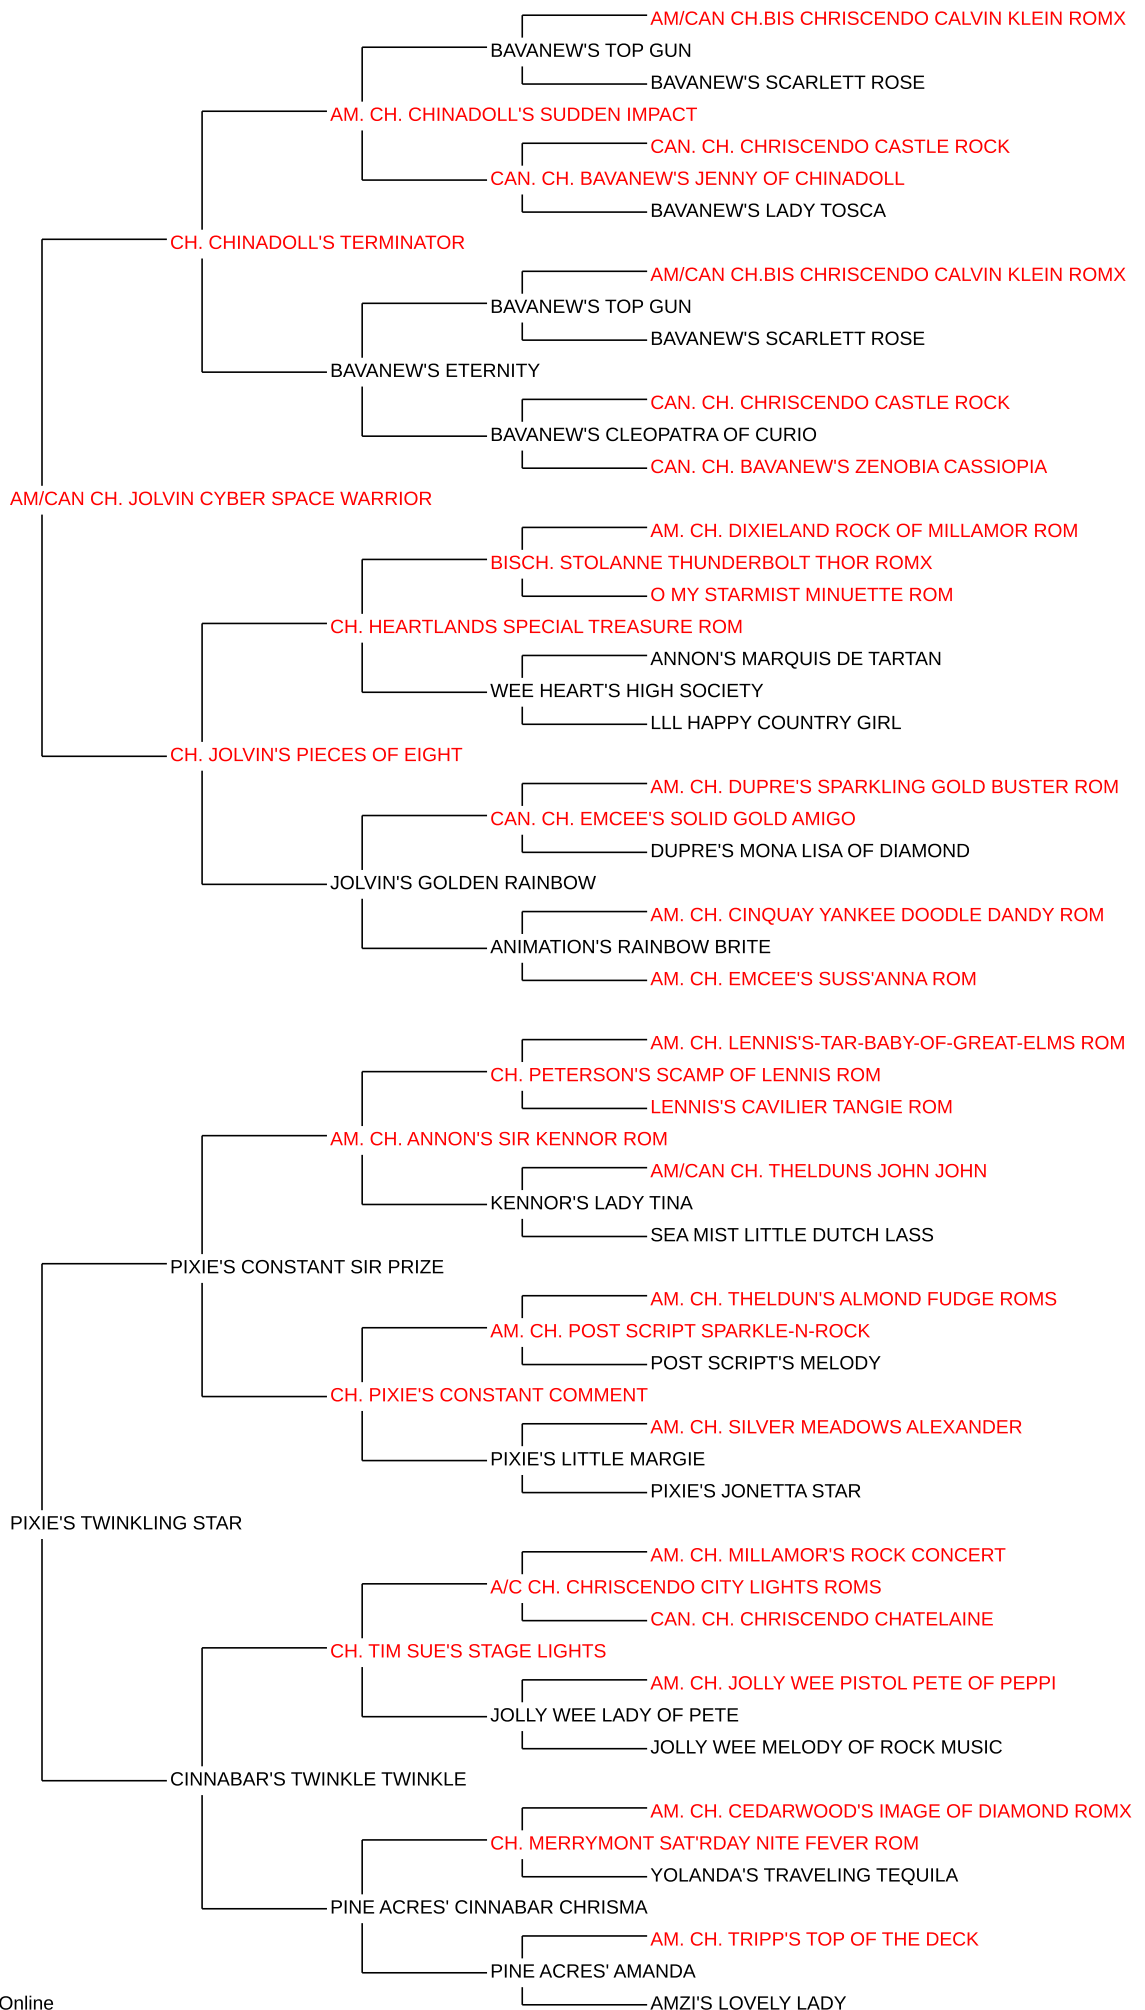 AM/CAN CH.BIS CHRISCENDO CALVIN KLEIN ROMX
BAVANEW'S TOP GUN
BAVANEW'S SCARLETT ROSE
AM. CH. CHINADOLL'S SUDDEN IMPACT
CAN. CH. CHRISCENDO CASTLE ROCK
CAN. CH. BAVANEW'S JENNY OF CHINADOLL
BAVANEW'S LADY TOSCA
CH. CHINADOLL'S TERMINATOR
AM/CAN CH.BIS CHRISCENDO CALVIN KLEIN ROMX
BAVANEW'S TOP GUN
BAVANEW'S SCARLETT ROSE
BAVANEW'S ETERNITY
CAN. CH. CHRISCENDO CASTLE ROCK
BAVANEW'S CLEOPATRA OF CURIO
CAN. CH. BAVANEW'S ZENOBIA CASSIOPIA
AM/CAN CH. JOLVIN CYBER SPACE WARRIOR
AM. CH. DIXIELAND ROCK OF MILLAMOR ROM
BISCH. STOLANNE THUNDERBOLT THOR ROMX
O MY STARMIST MINUETTE ROM
CH. HEARTLANDS SPECIAL TREASURE ROM
ANNON'S MARQUIS DE TARTAN
WEE HEART'S HIGH SOCIETY
LLL HAPPY COUNTRY GIRL
CH. JOLVIN'S PIECES OF EIGHT
AM. CH. DUPRE'S SPARKLING GOLD BUSTER ROM
CAN. CH. EMCEE'S SOLID GOLD AMIGO
DUPRE'S MONA LISA OF DIAMOND
JOLVIN'S GOLDEN RAINBOW
AM. CH. CINQUAY YANKEE DOODLE DANDY ROM
ANIMATION'S RAINBOW BRITE
AM. CH. EMCEE'S SUSS'ANNA ROM
AM. CH. LENNIS'S-TAR-BABY-OF-GREAT-ELMS ROM
CH. PETERSON'S SCAMP OF LENNIS ROM
LENNIS'S CAVILIER TANGIE ROM
AM. CH. ANNON'S SIR KENNOR ROM
AM/CAN CH. THELDUNS JOHN JOHN
KENNOR'S LADY TINA
SEA MIST LITTLE DUTCH LASS
PIXIE'S CONSTANT SIR PRIZE
AM. CH. THELDUN'S ALMOND FUDGE ROMS
AM. CH. POST SCRIPT SPARKLE-N-ROCK
POST SCRIPT'S MELODY
CH. PIXIE'S CONSTANT COMMENT
AM. CH. SILVER MEADOWS ALEXANDER
PIXIE'S LITTLE MARGIE
PIXIE'S JONETTA STAR
PIXIE'S TWINKLING STAR
AM. CH. MILLAMOR'S ROCK CONCERT
A/C CH. CHRISCENDO CITY LIGHTS ROMS
CAN. CH. CHRISCENDO CHATELAINE
CH. TIM SUE'S STAGE LIGHTS
AM. CH. JOLLY WEE PISTOL PETE OF PEPPI
JOLLY WEE LADY OF PETE
JOLLY WEE MELODY OF ROCK MUSIC
CINNABAR'S TWINKLE TWINKLE
AM. CH. CEDARWOOD'S IMAGE OF DIAMOND ROMX
CH. MERRYMONT SAT'RDAY NITE FEVER ROM
YOLANDA'S TRAVELING TEQUILA
PINE ACRES' CINNABAR CHRISMA
AM. CH. TRIPP'S TOP OF THE DECK
PINE ACRES' AMANDA
AMZI'S LOVELY LADY
Online